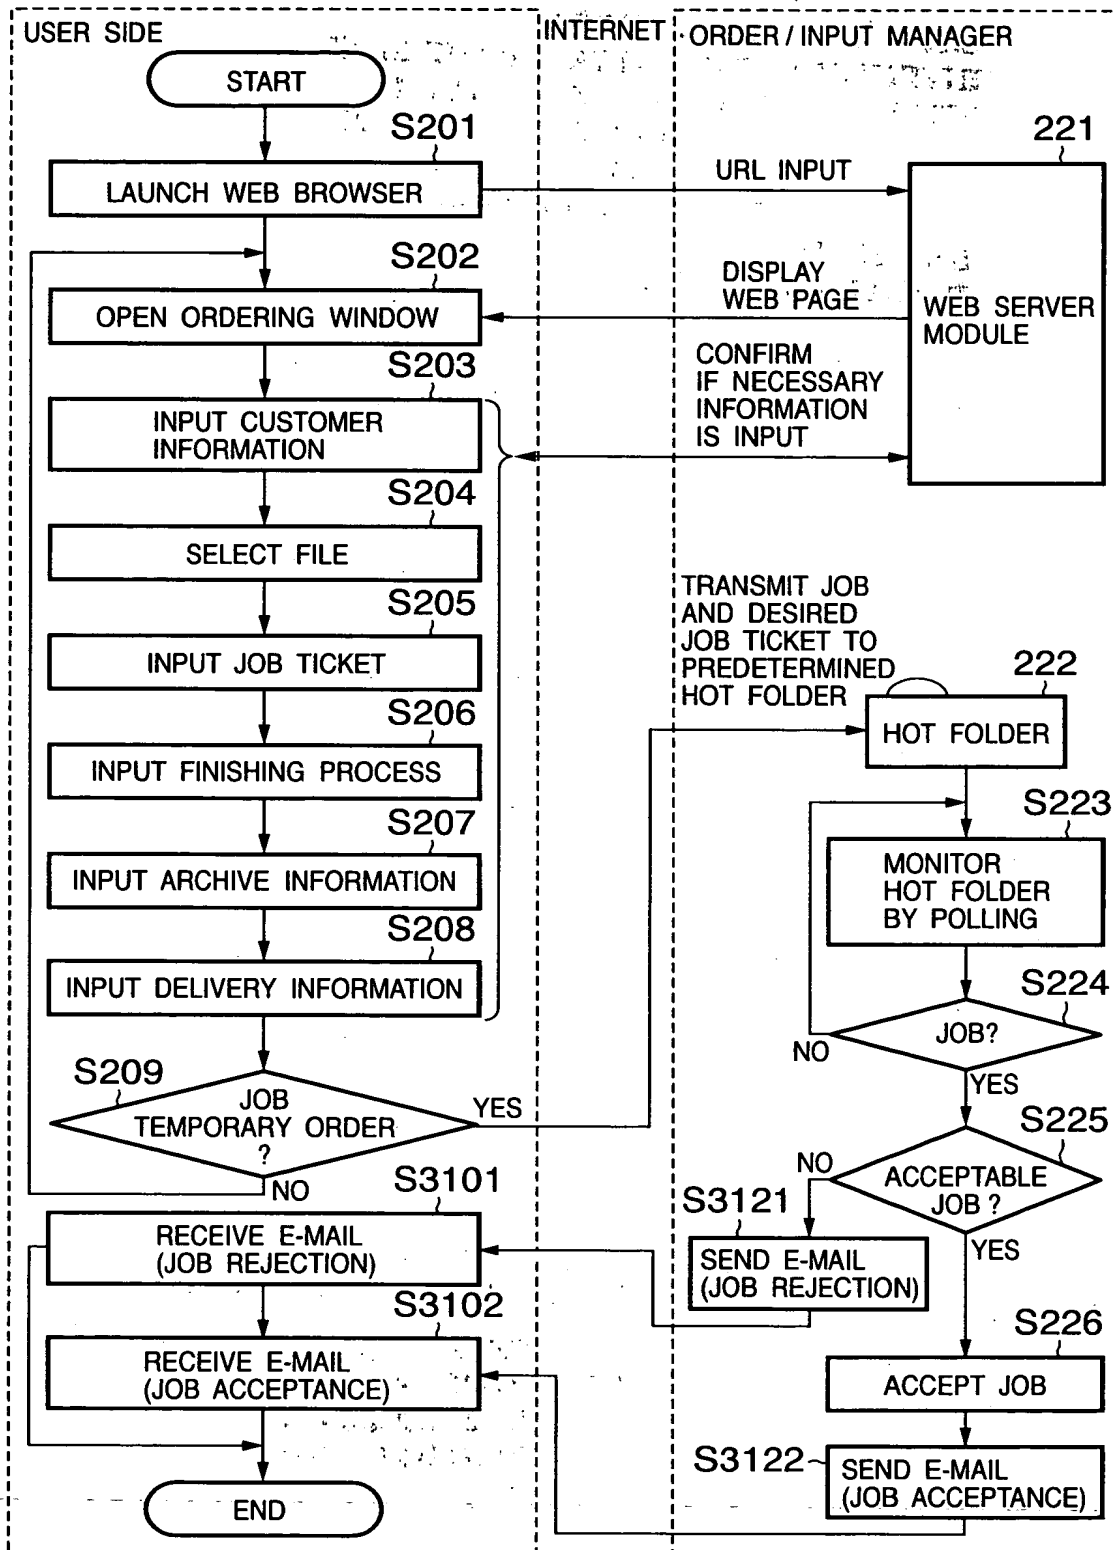 USER SIDE
START
S201
LAUNCH WEB BROWSER
S202
OPEN ORDERING WINDOW
S203
INPUT CUSTOMER
INFORMATION
S204
SELECT FILE
S205
INPUT JOB TICKET
S206
INPUT FINISHING PROCESS
S207
INPUT ARCHIVE INFORMATION
S208
INPUT DELIVERY INFORMATION
S209
JOB
TEMPORARY ORDER
?
YES
NO
S3101
RECEIVE E-MAIL
(JOB REJECTION)
S3102
RECEIVE E-MAIL
(JOB ACCEPTANCE)
END
INTERNET
ORDER / INPUT MANAGER
URL INPUT
221
DISPLAY
WEB PAGE
WEB SERVER
MODULE
CONFIRM
IF NECESSARY
INFORMATION
IS INPUT
TRANSMIT JOB
AND DESIRED
JOB TICKET TO
PREDETERMINED
HOT FOLDER
222
HOT FOLDER
S223
MONITOR
HOT FOLDER
BY POLLING
S224
JOB?
NO
YES
S225
ACCEPTABLE
JOB ?
NO
YES
S3121
SEND E-MAIL
(JOB REJECTION)
S226
ACCEPT JOB
S3122
SEND E-MAIL
(JOB ACCEPTANCE)